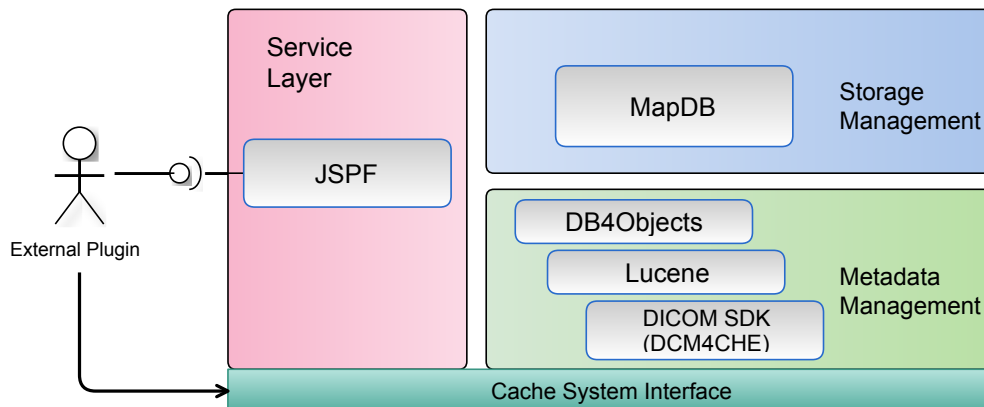 Service
Layer
JSPF
External Plugin
MapDB
Storage
Management
DB4Objects
Lucene
DICOM SDK
(DCM4CHE)
Metadata
Management
Cache System Interface